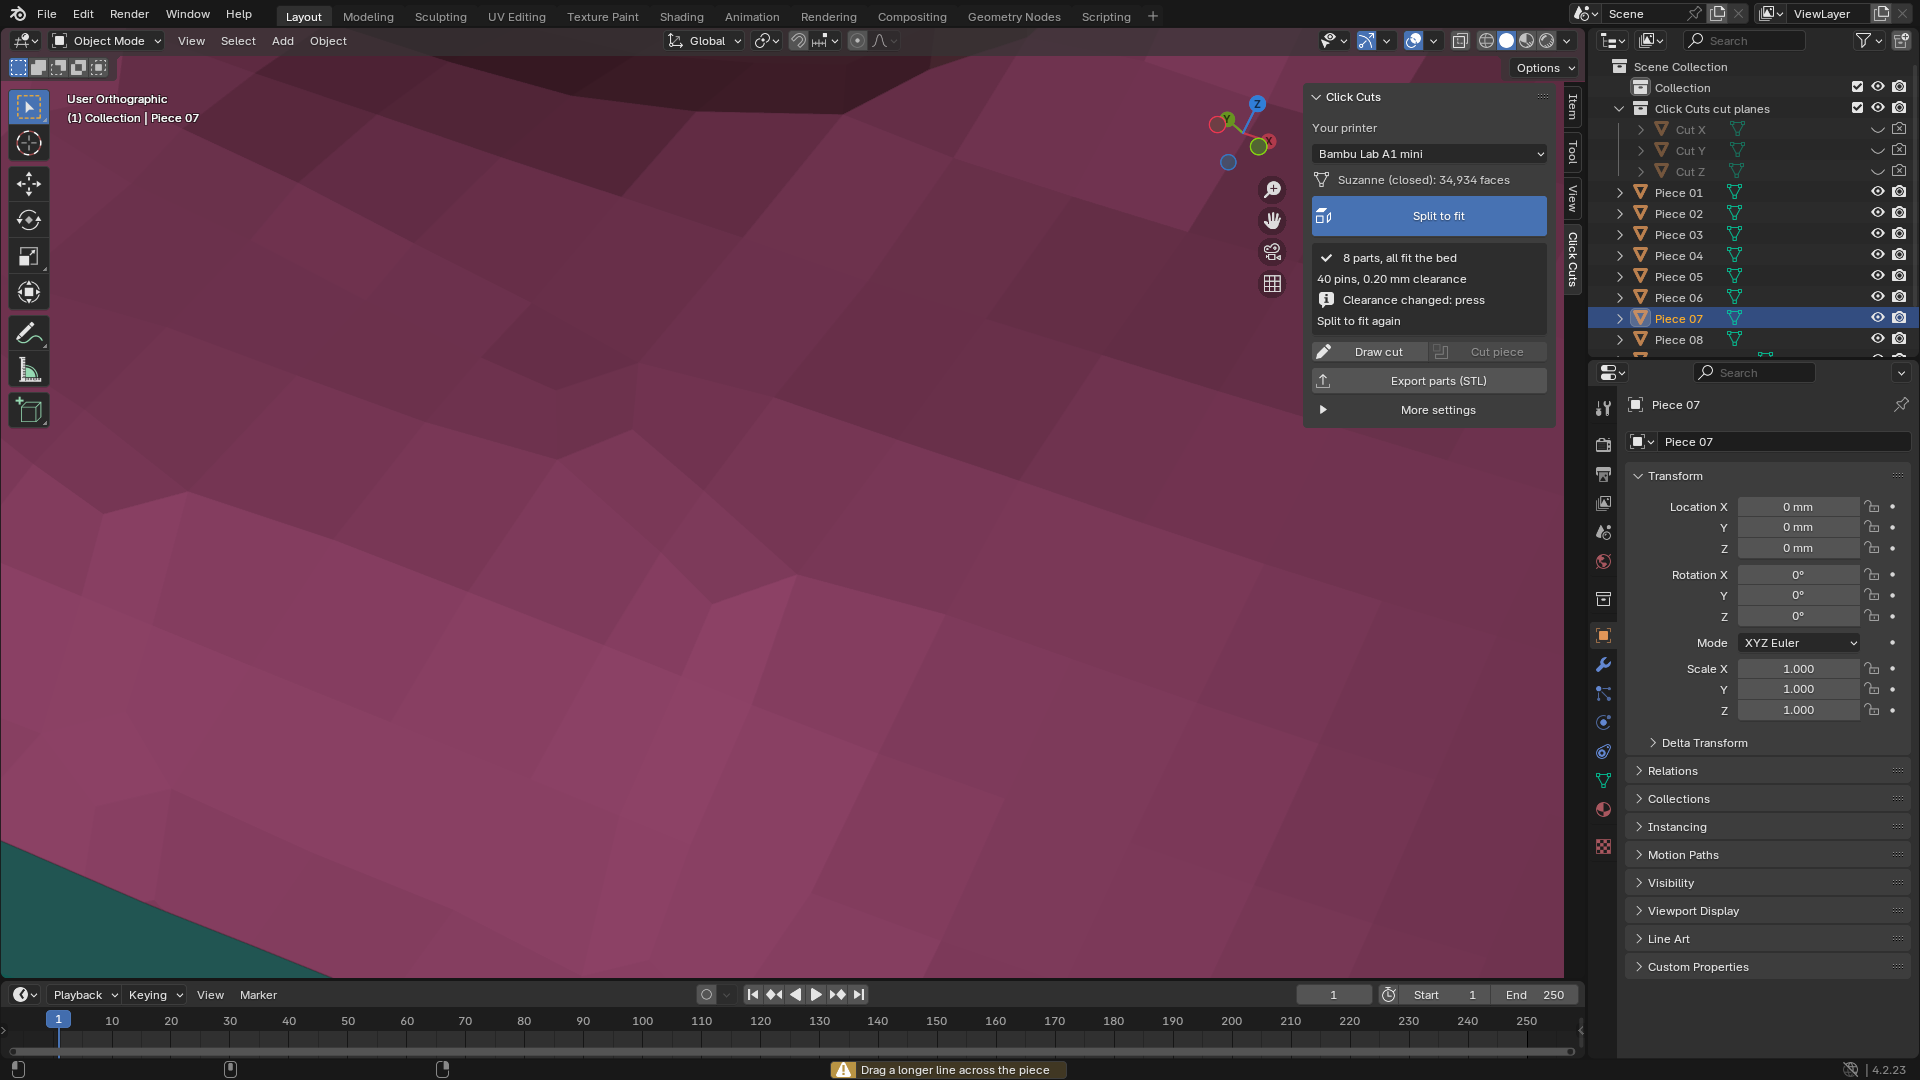 File Edit Render Window Help Layout Modeling Sculpting UV Editing Texture Paint Shading Animation Rendering Compositing Geometry Nodes Scripting Scene ViewLayer
Object Mode View Select Add Object Global Search
Options
User Orthographic
(1) Collection | Piece 07
Z
Y
X
Click Cuts
Your printer
Bambu Lab A1 mini
Suzanne (closed): 34,934 faces
Split to fit
8 parts, all fit the bed
40 pins, 0.20 mm clearance
Clearance changed: press
Split to fit again
Draw cut Cut piece
Export parts (STL)
More settings
Item
Tool
View
Click Cuts
Scene Collection
Collection
Click Cuts cut planes
Cut X
Cut Y
Cut Z
Piece 01
Piece 02
Piece 03
Piece 04
Piece 05
Piece 06
Piece 07
Piece 08
Search
Piece 07
Piece 07
Transform
Location X 0 mm
Y 0 mm
Z 0 mm
Rotation X 0°
Y 0°
Z 0°
Mode XYZ Euler
Scale X 1.000
Y 1.000
Z 1.000
Delta Transform
Relations
Collections
Instancing
Motion Paths
Visibility
Viewport Display
Line Art
Custom Properties
Playback Keying View Marker 1 Start 1 End 250
1 10 20 30 40 50 60 70 80 90 100 110 120 130 140 150 160 170 180 190 200 210 220 230 240 250
Drag a longer line across the piece 4.2.23